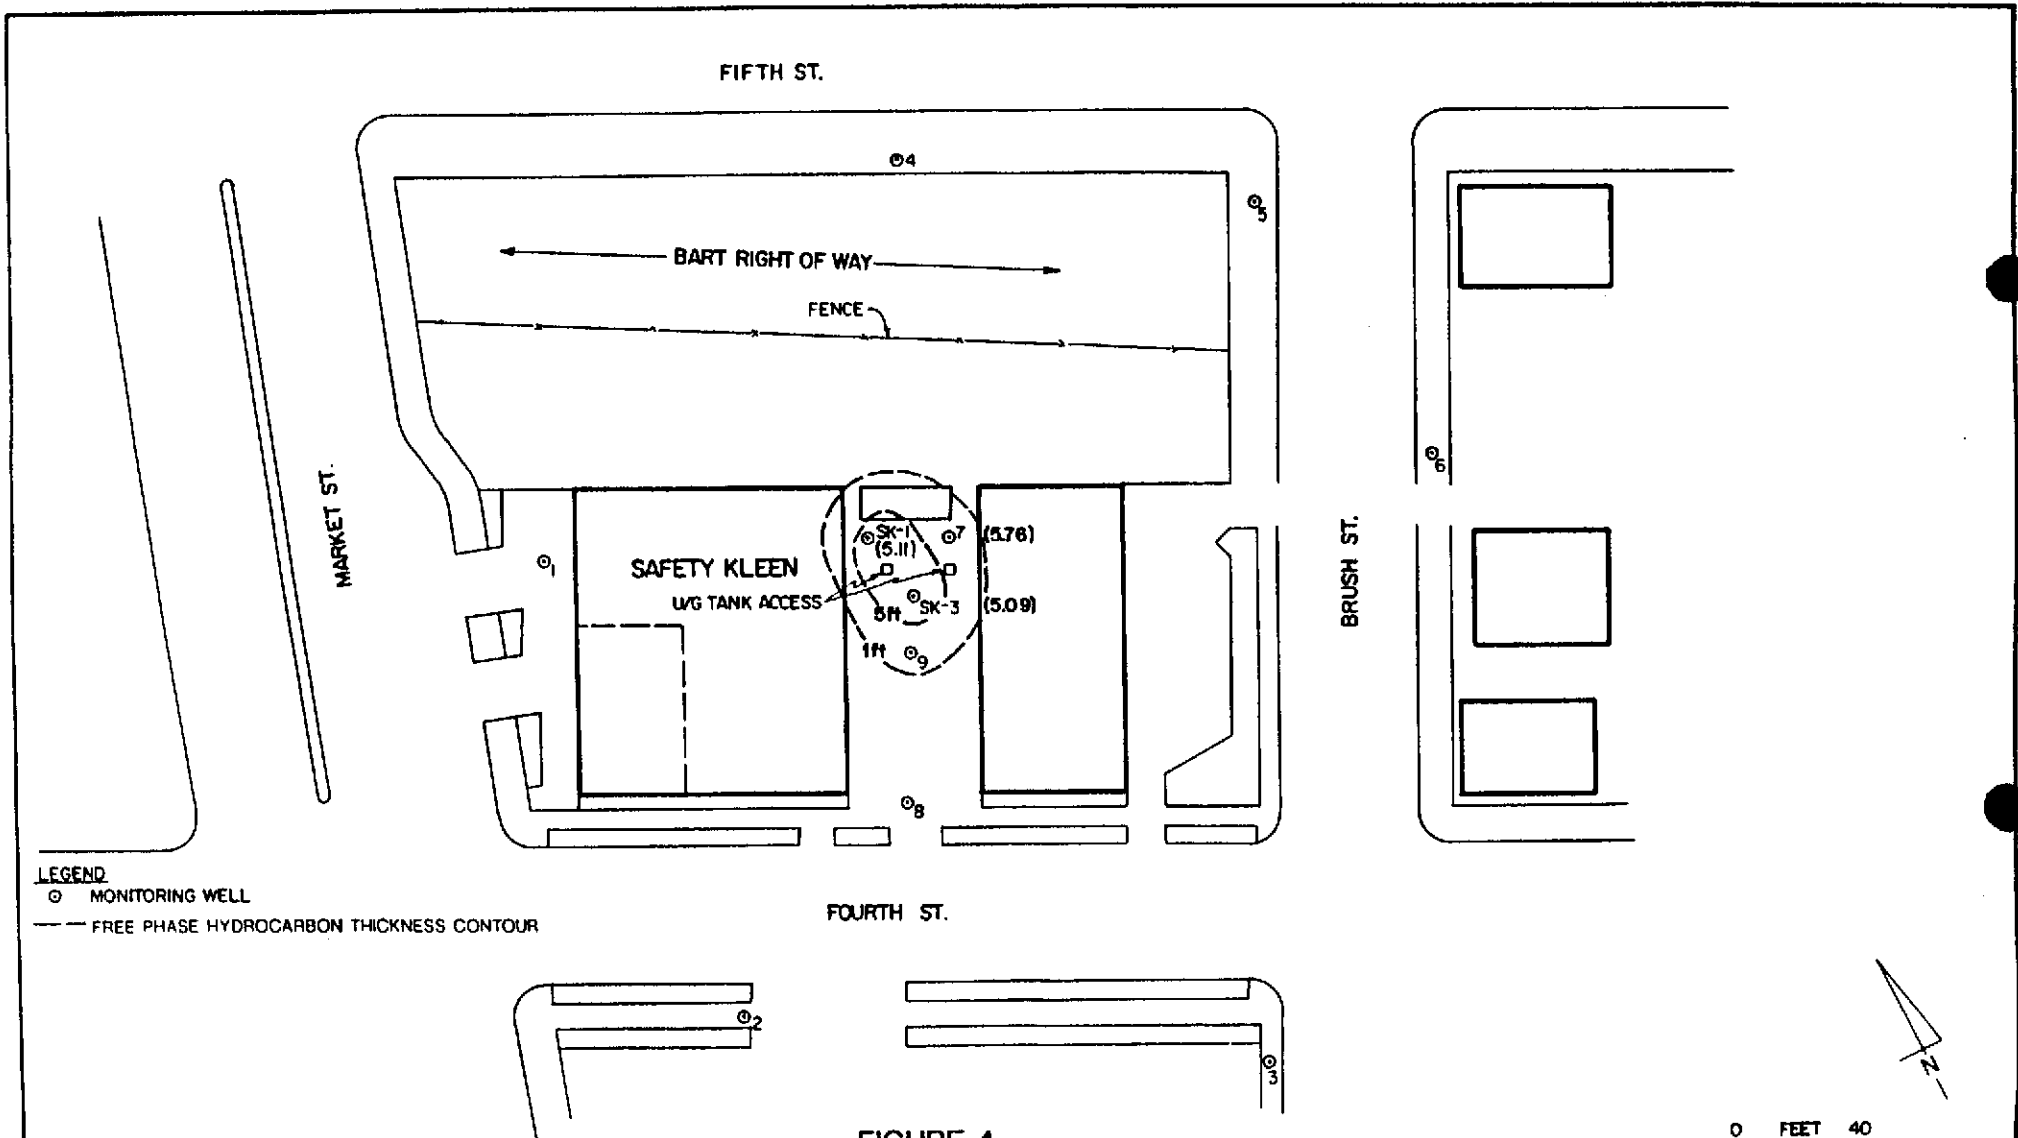 FIFTH ST.
4
5
BART RIGHT OF WAY
FENCE
6
MARKET ST.
SK-1
(5.11)
7
(5.76)
1
SAFETY KLEEN
U/G TANK ACCESS
5ft
SK-3
(5.09)
BRUSH ST.
1ft
9
8
LEGEND
MONITORING WELL
FREE PHASE HYDROCARBON THICKNESS CONTOUR
FOURTH ST.
2
3
N
0 FEET 40